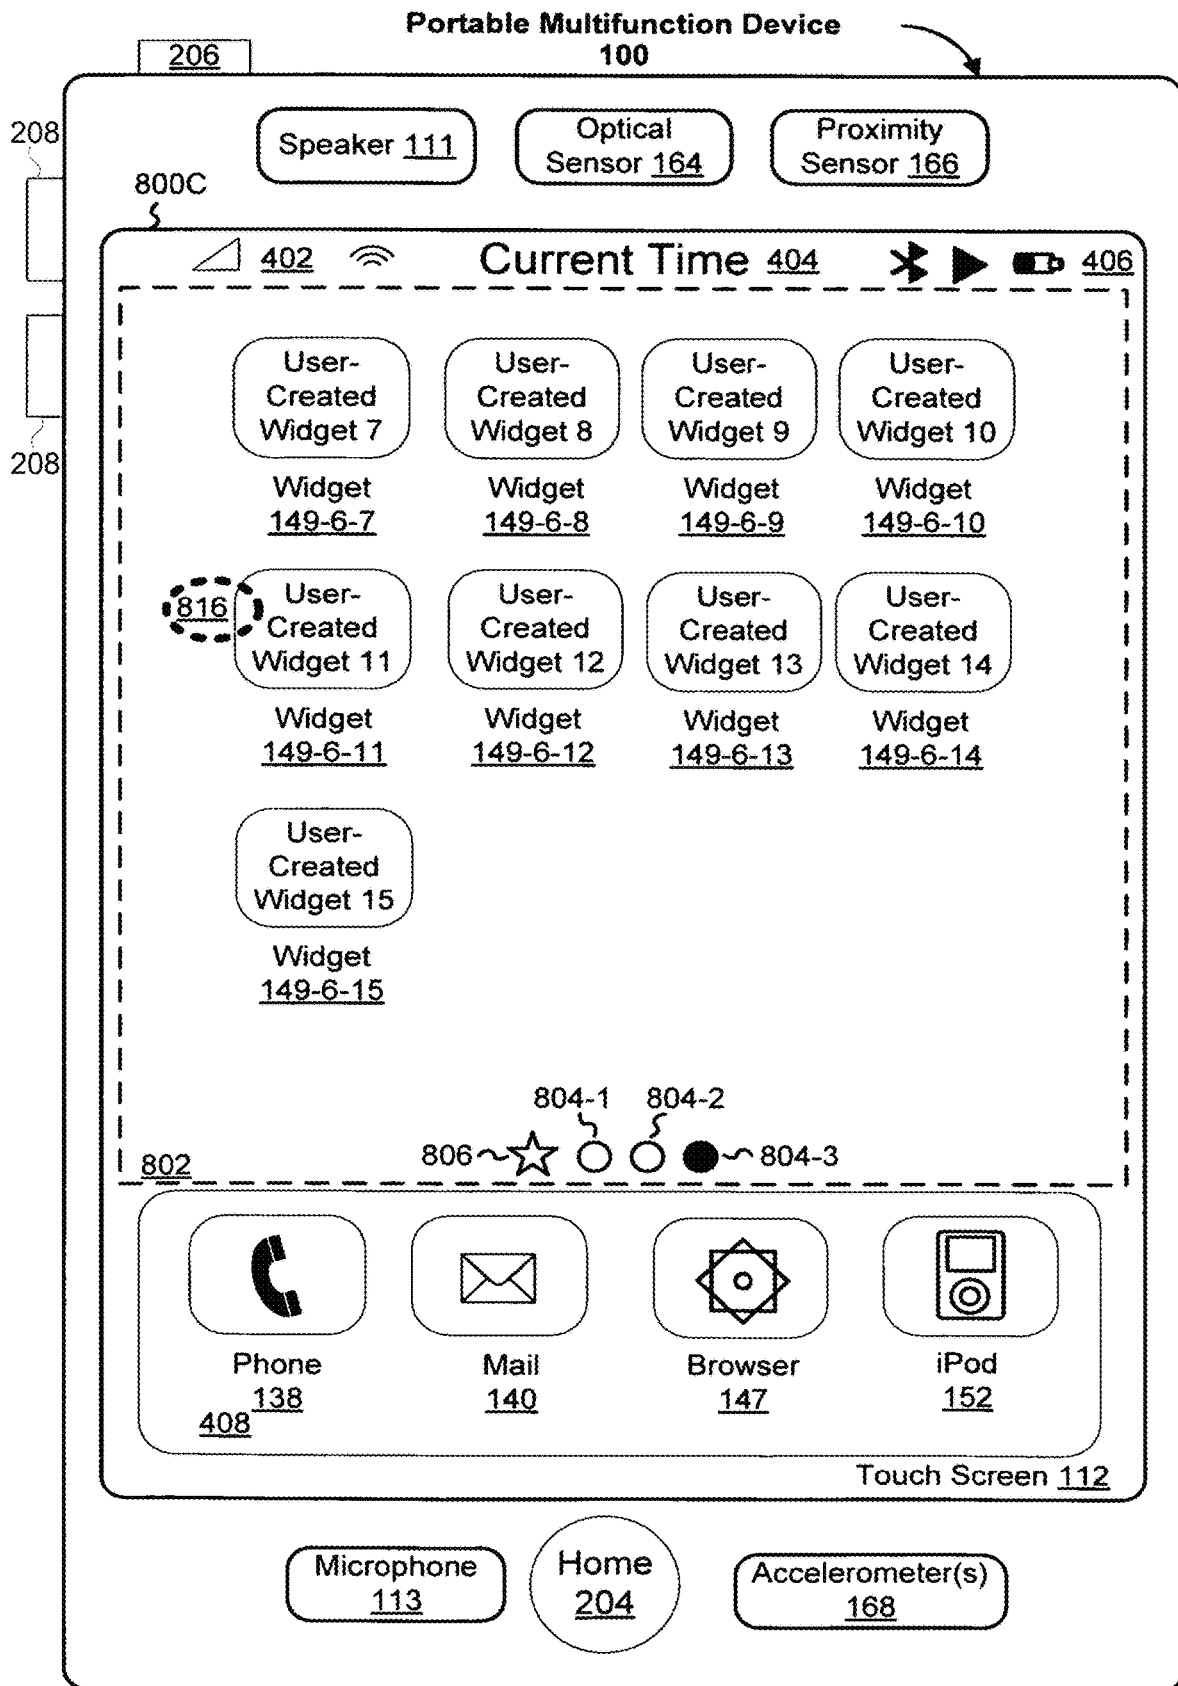 Portable Multifunction Device
100
206
208
Speaker 111
Optical
Sensor 164
Proximity
Sensor 166
800C
402
Current Time 404
406
208
User-
Created
Widget 7
User-
Created
Widget 8
User-
Created
Widget 9
User-
Created
Widget 10
Widget
149-6-7
Widget
149-6-8
Widget
149-6-9
Widget
149-6-10
816
User-
Created
Widget 11
User-
Created
Widget 12
User-
Created
Widget 13
User-
Created
Widget 14
Widget
149-6-11
Widget
149-6-12
Widget
149-6-13
Widget
149-6-14
User-
Created
Widget 15
Widget
149-6-15
804-1
804-2
806
804-3
802
Phone
138
Mail
140
Browser
147
iPod
152
408
Touch Screen 112
Microphone
113
Home
204
Accelerometer(s)
168